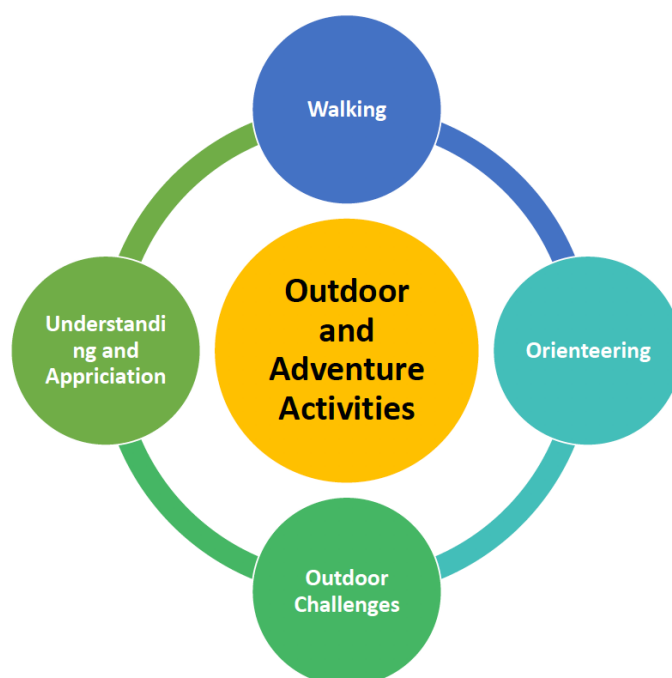 Walking
Outdoor
and
Adventure
Activities
Understandi
ng and
Appriciation
Orienteering
Outdoor
Challenges